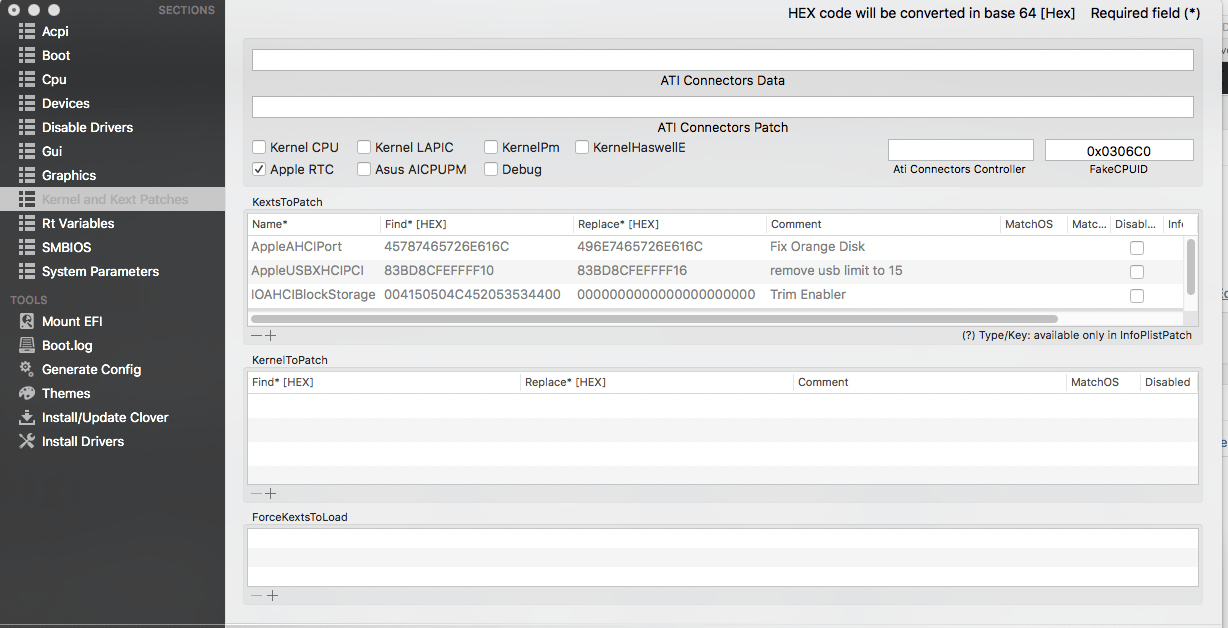 SECTIONS
Acpi
Boot
Cpu
Devices
Disable Drivers
Gui
Graphics
Kernel and Kext Patches
Rt Variables
SMBIOS
System Parameters
TOOLS
Mount EFI
Boot.log
Generate Config
Themes
Install/Update Clover
Install Drivers
HEX code will be converted in base 64 [Hex] Required field (*)
ATI Connectors Data
ATI Connectors Patch
Kernel CPU Kernel LAPIC KernelPm KernelHaswellE
Apple RTC Asus AICPUPM Debug
0x0306C0
Ati Connectors Controller FakeCPUID
KextsToPatch
Name* Find* [HEX] Replace* [HEX] Comment MatchOS Matc... Disabl... Info
AppleAHCIPort 45787465726E616C 496E7465726E616C Fix Orange Disk
AppleUSBXHCIPCI 83BD8CFEFFFF10 83BD8CFEFFFF16 remove usb limit to 15
IOAHCIBlockStorage 004150504C452053534400 0000000000000000000000 Trim Enabler
(?) Type/Key: available only in InfoPlistPatch
KernelToPatch
Find* [HEX] Replace* [HEX] Comment MatchOS Disabled
ForceKextsToLoad